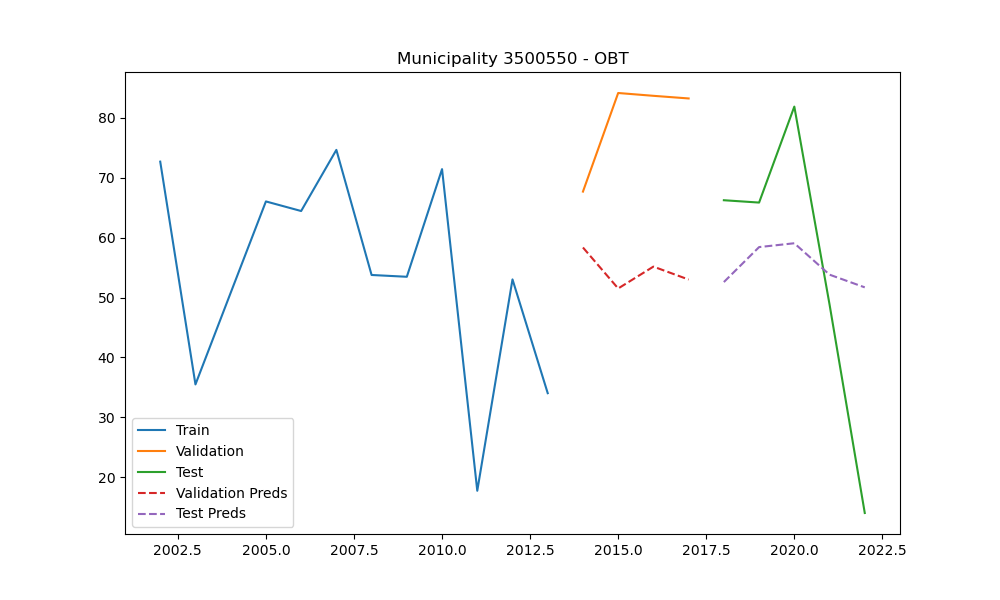 Municipality 3500550 - OBT
80
70
60
50
40
30
20
Train
Validation
Test
Validation Preds
Test Preds
2002.5 2005.0 2007.5 2010.0 2012.5 2015.0 2017.5 2020.0 2022.5